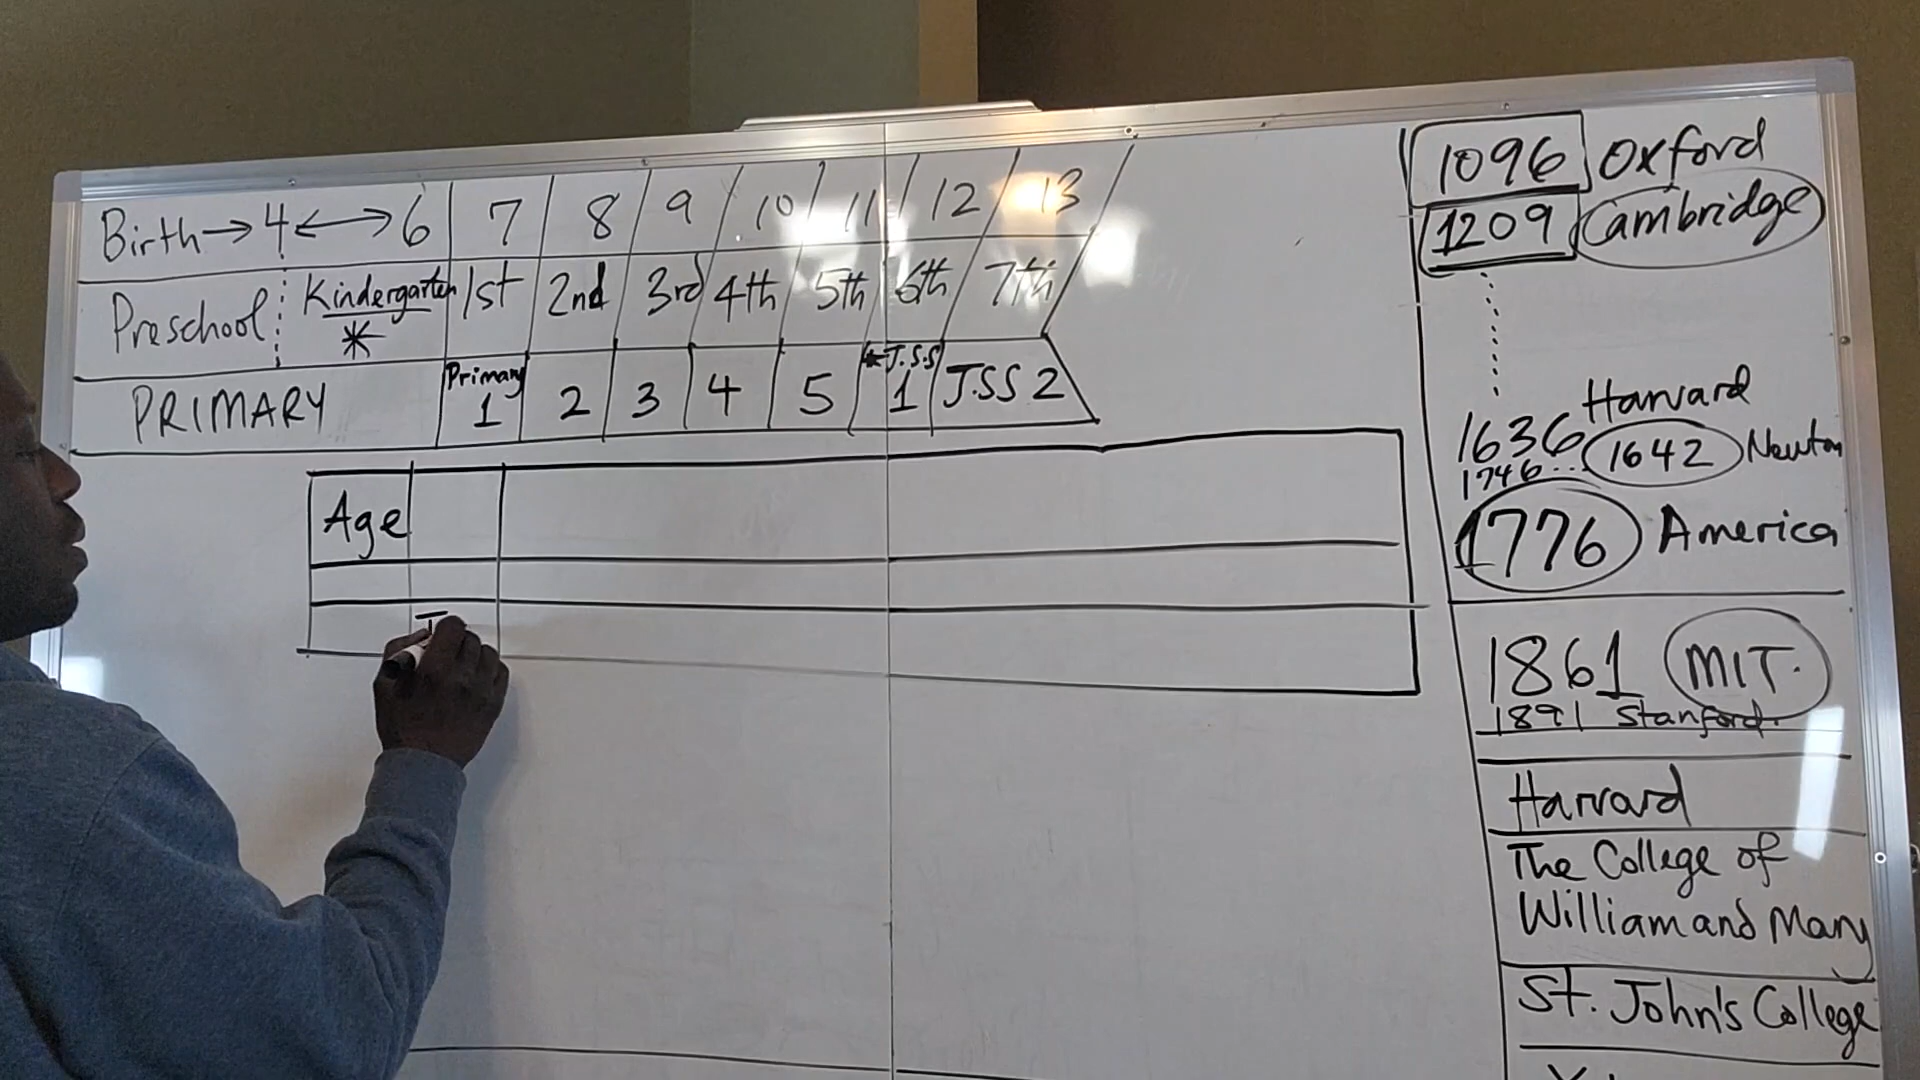 Birth → 4 ↔ 6 7 8 9 10 11 12 13
Preschool Kindergarten 1st 2nd 3rd 4th 5th 6th 7th
*
PRIMARY Primary 1 2 3 4 5 *J.S.S 1 J.SS 2
Age
1096 Oxford
1209 Cambridge
1636 Harvard
1746... 1642 Newton
1776 America
1861 MIT.
1891 Stanford.
Harvard
The College of
William and Mary
St. John's College